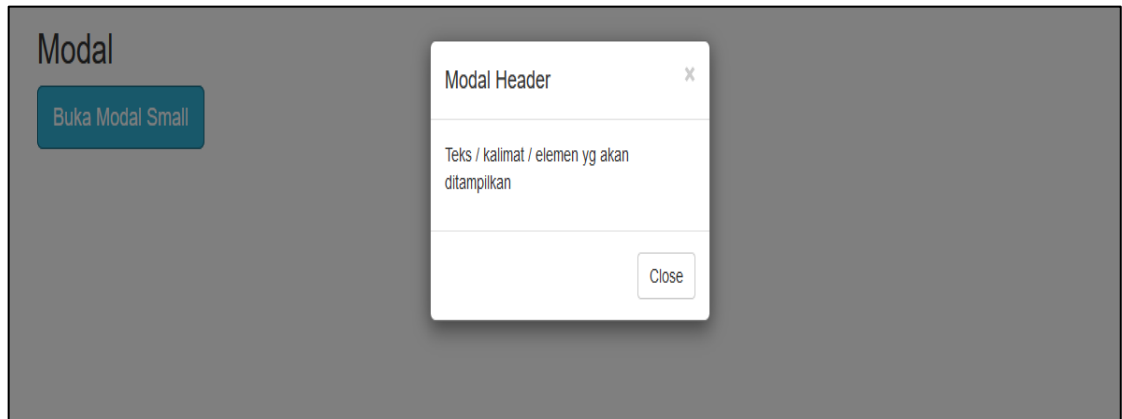 Modal
Buka Modal Small
Modal Header
×
Teks / kalimat / elemen yg akan
ditampilkan
Close